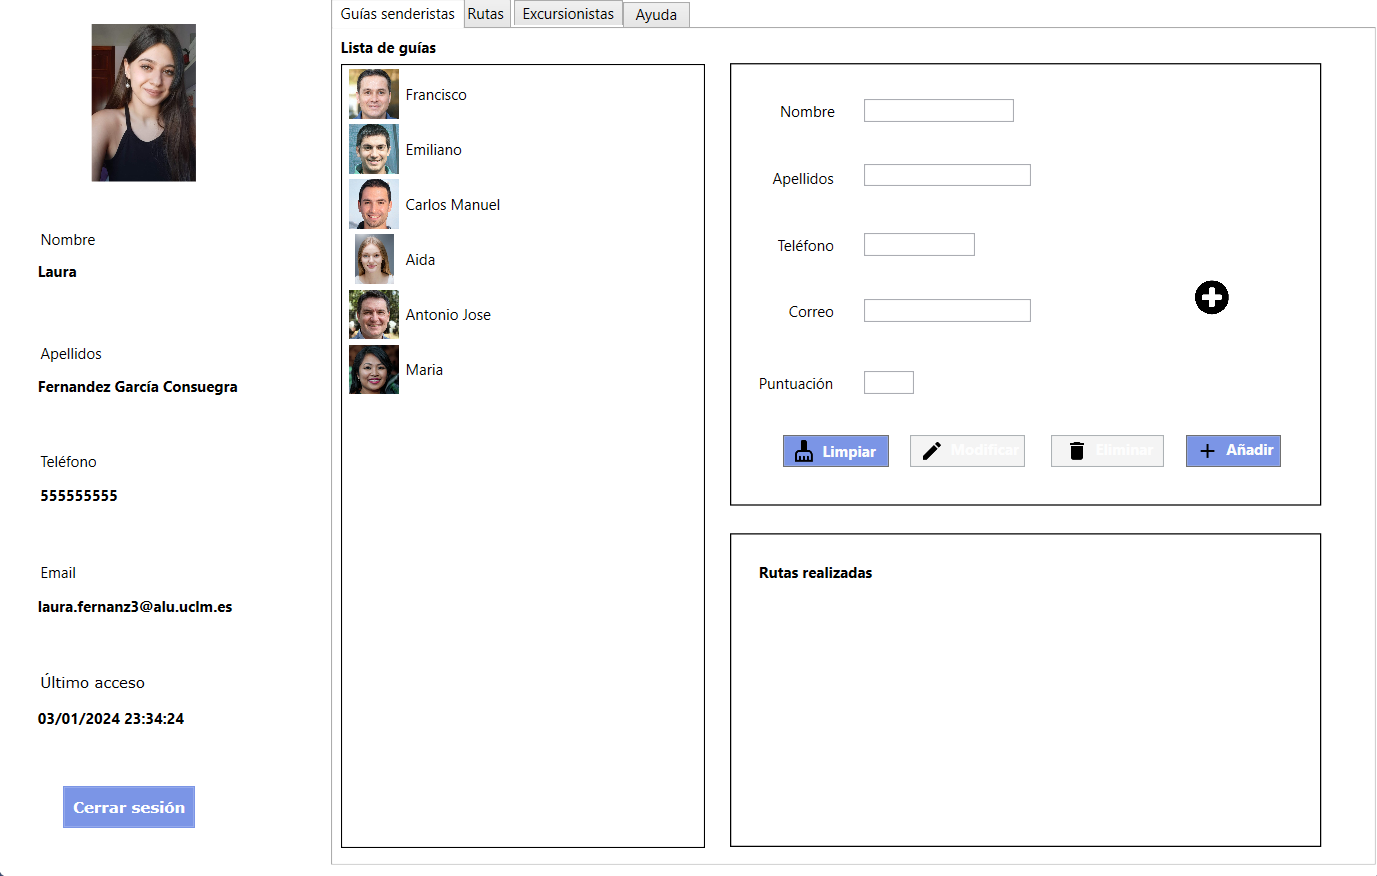 Nombre
Laura
Apellidos
Fernandez García Consuegra
Teléfono
555555555
Email
laura.fernanz3@alu.uclm.es
Último acceso
03/01/2024 23:34:24
Cerrar sesión
Guías senderistas Rutas Excursionistas Ayuda
Lista de guías
Francisco
Emiliano
Carlos Manuel
Aida
Antonio Jose
Maria
Nombre
Apellidos
Teléfono
Correo
Puntuación
Limpiar Modificar Eliminar Añadir
Rutas realizadas